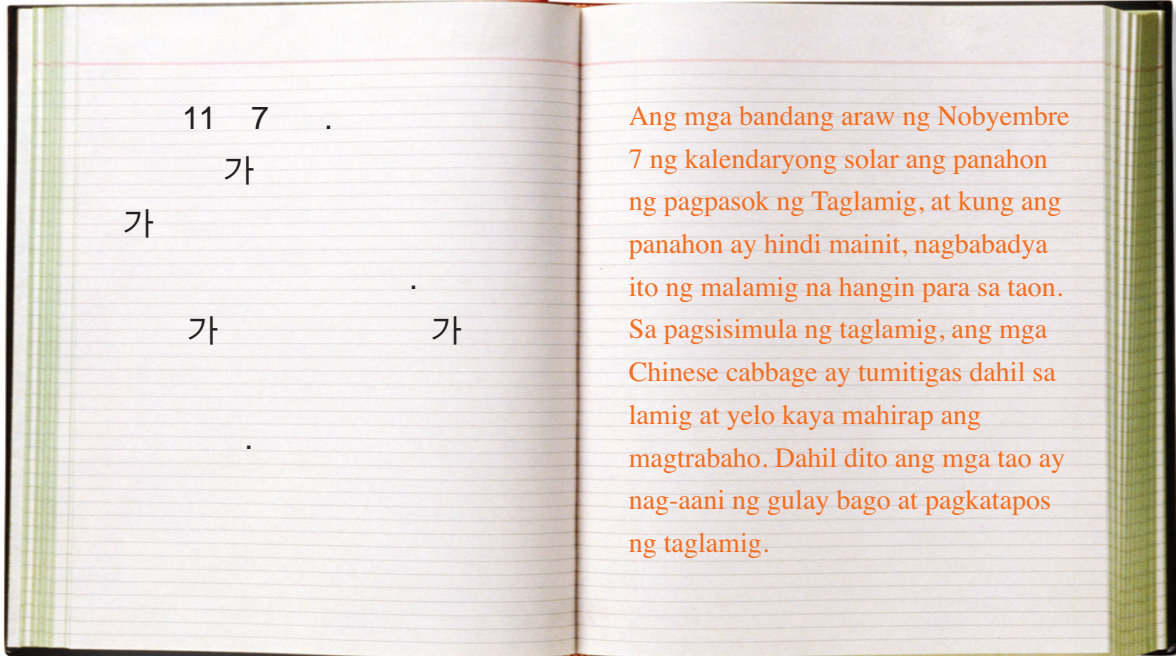 11 7 .
가
가
.
가 가
.
Ang mga bandang araw ng Nobyembre
7 ng kalendaryong solar ang panahon
ng pagpasok ng Taglamig, at kung ang
panahon ay hindi mainit, nagbabadya
ito ng malamig na hangin para sa taon.
Sa pagsisimula ng taglamig, ang mga
Chinese cabbage ay tumitigas dahil sa
lamig at yelo kaya mahirap ang
magtrabaho. Dahil dito ang mga tao ay
nag-aani ng gulay bago at pagkatapos
ng taglamig.